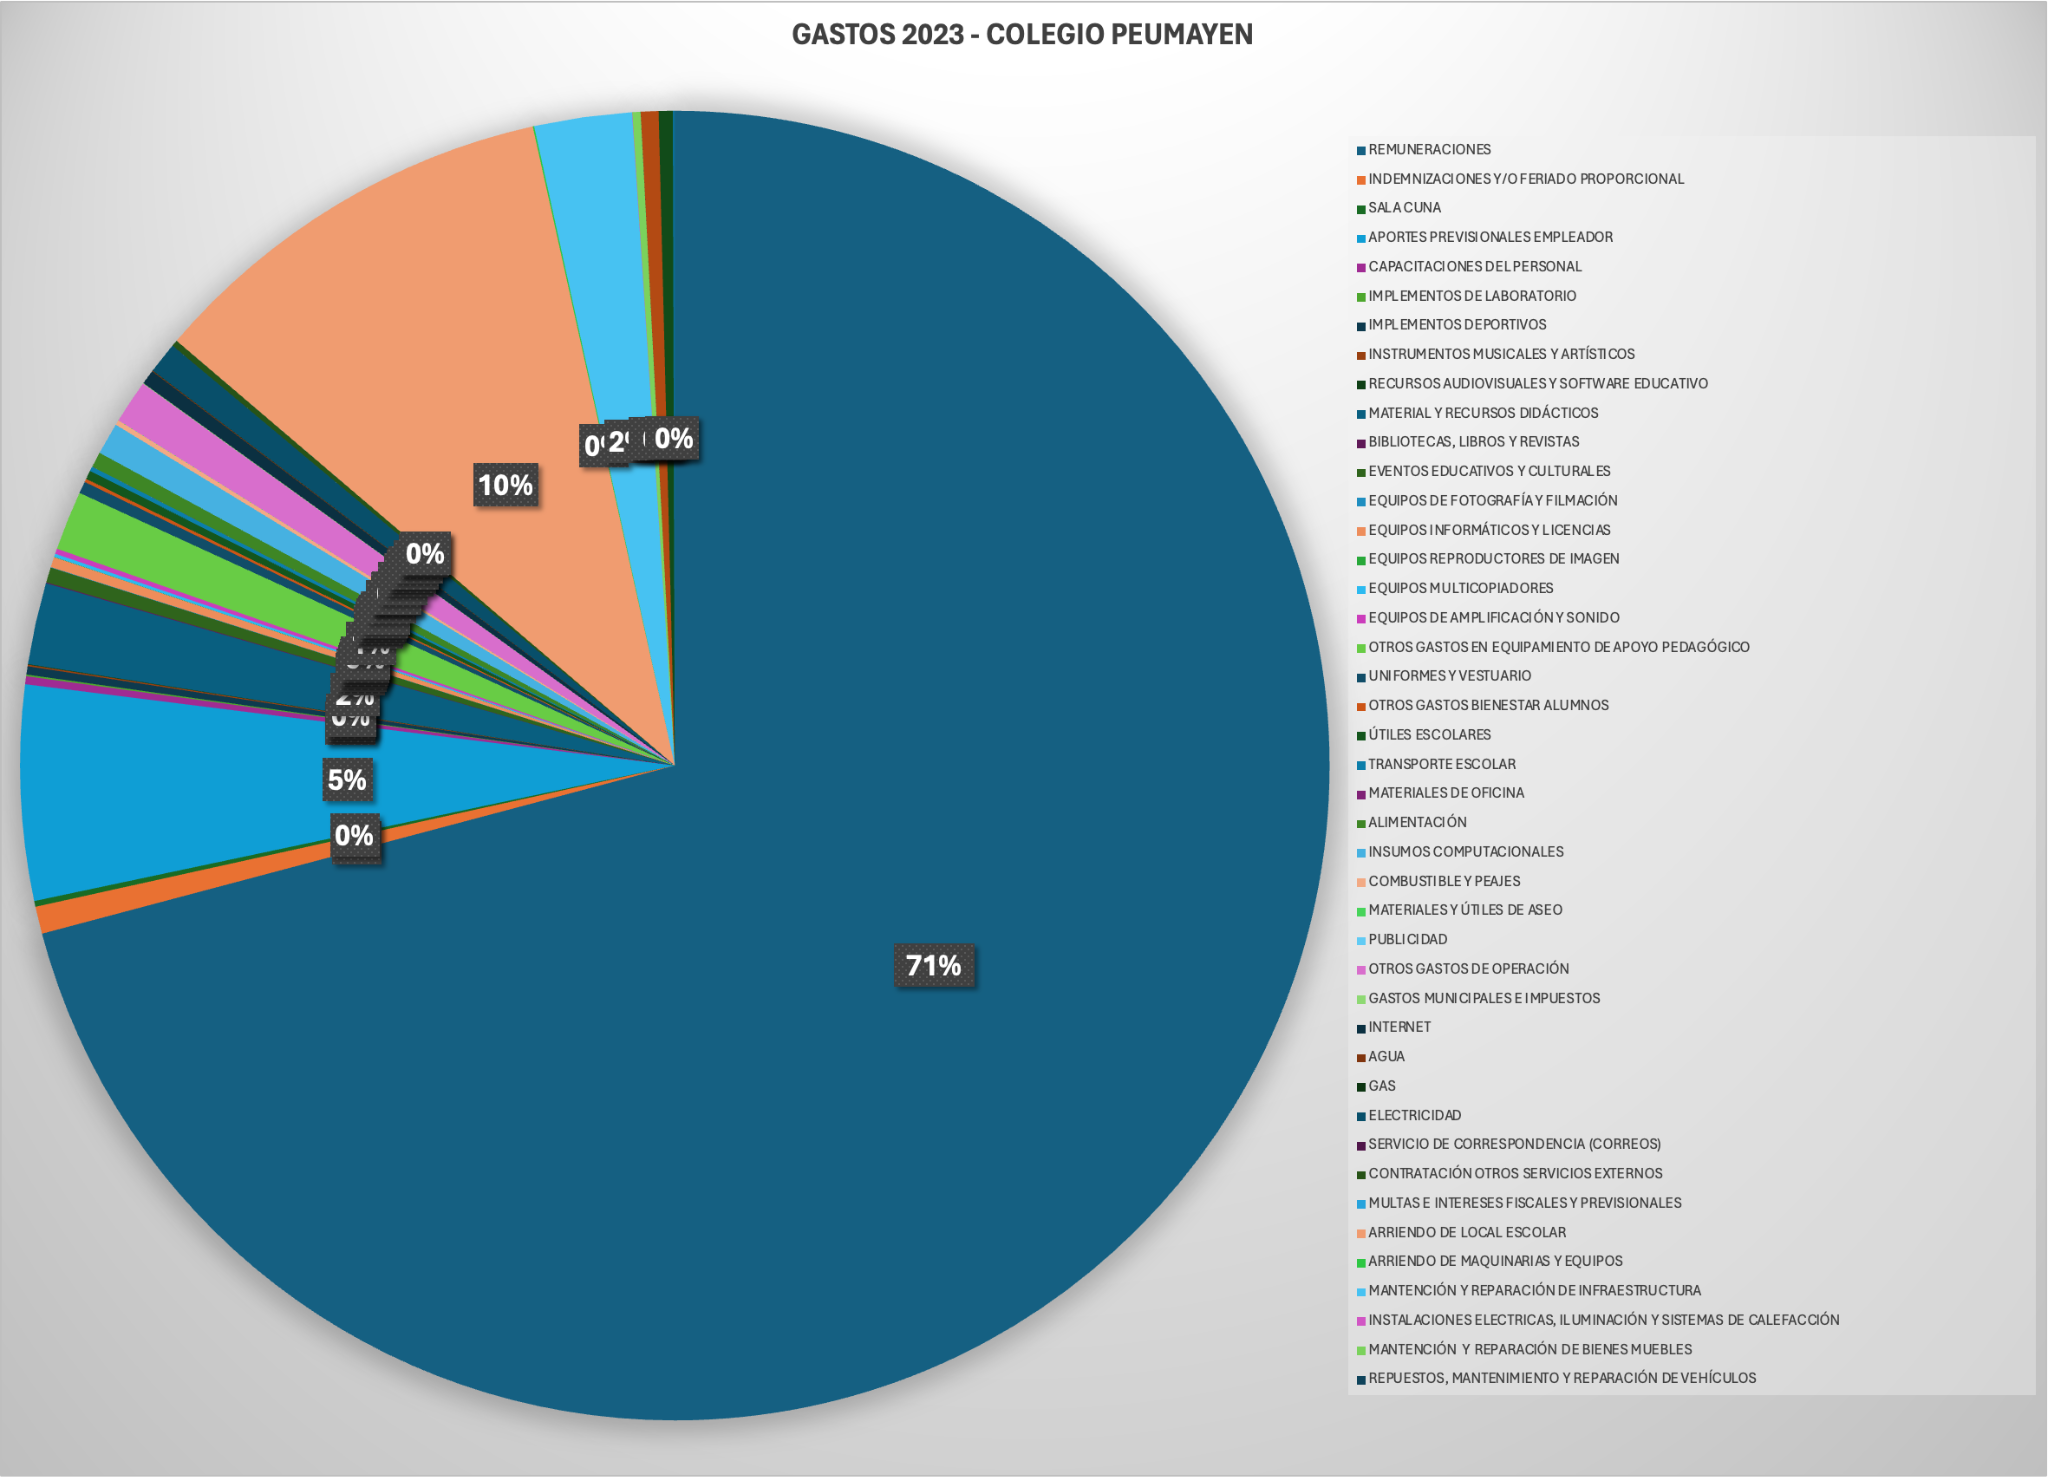 GASTOS 2023 - COLEGIO PEUMAYEN
0%
2%
0%
10%
0%
1%
2%
0%
5%
0%
71%
REMUNERACIONES
INDEMNIZACIONES Y/O FERIADO PROPORCIONAL
SALA CUNA
APORTES PREVISIONALES EMPLEADOR
CAPACITACIONES DEL PERSONAL
IMPLEMENTOS DE LABORATORIO
IMPLEMENTOS DEPORTIVOS
INSTRUMENTOS MUSICALES Y ARTÍSTICOS
RECURSOS AUDIOVISUALES Y SOFTWARE EDUCATIVO
MATERIAL Y RECURSOS DIDÁCTICOS
BIBLIOTECAS, LIBROS Y REVISTAS
EVENTOS EDUCATIVOS Y CULTURALES
EQUIPOS DE FOTOGRAFÍA Y FILMACIÓN
EQUIPOS INFORMÁTICOS Y LICENCIAS
EQUIPOS REPRODUCTORES DE IMAGEN
EQUIPOS MULTICOPIADORES
EQUIPOS DE AMPLIFICACIÓN Y SONIDO
OTROS GASTOS EN EQUIPAMIENTO DE APOYO PEDAGÓGICO
UNIFORMES Y VESTUARIO
OTROS GASTOS BIENESTAR ALUMNOS
ÚTILES ESCOLARES
TRANSPORTE ESCOLAR
MATERIALES DE OFICINA
ALIMENTACIÓN
INSUMOS COMPUTACIONALES
COMBUSTIBLE Y PEAJES
MATERIALES Y ÚTILES DE ASEO
PUBLICIDAD
OTROS GASTOS DE OPERACIÓN
GASTOS MUNICIPALES E IMPUESTOS
INTERNET
AGUA
GAS
ELECTRICIDAD
SERVICIO DE CORRESPONDENCIA (CORREOS)
CONTRATACIÓN OTROS SERVICIOS EXTERNOS
MULTAS E INTERESES FISCALES Y PREVISIONALES
ARRIENDO DE LOCAL ESCOLAR
ARRIENDO DE MAQUINARIAS Y EQUIPOS
MANTENCIÓN Y REPARACIÓN DE INFRAESTRUCTURA
INSTALACIONES ELECTRICAS, ILUMINACIÓN Y SISTEMAS DE CALEFACCIÓN
MANTENCIÓN Y REPARACIÓN DE BIENES MUEBLES
REPUESTOS, MANTENIMIENTO Y REPARACIÓN DE VEHÍCULOS